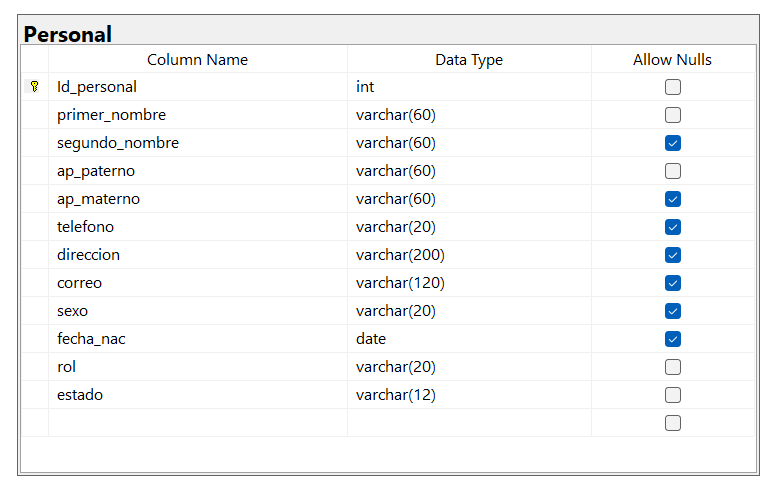 Personal
Column Name Data Type Allow Nulls
Id_personal int
primer_nombre varchar(60)
segundo_nombre varchar(60)
ap_paterno varchar(60)
ap_materno varchar(60)
telefono varchar(20)
direccion varchar(200)
correo varchar(120)
sexo varchar(20)
fecha_nac date
rol varchar(20)
estado varchar(12)